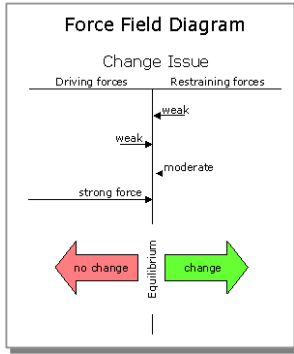 Force Field Diagram
Change Issue
Driving forces Restraining forces
weak
weak
moderate
strong force
Equilibrium
no change change